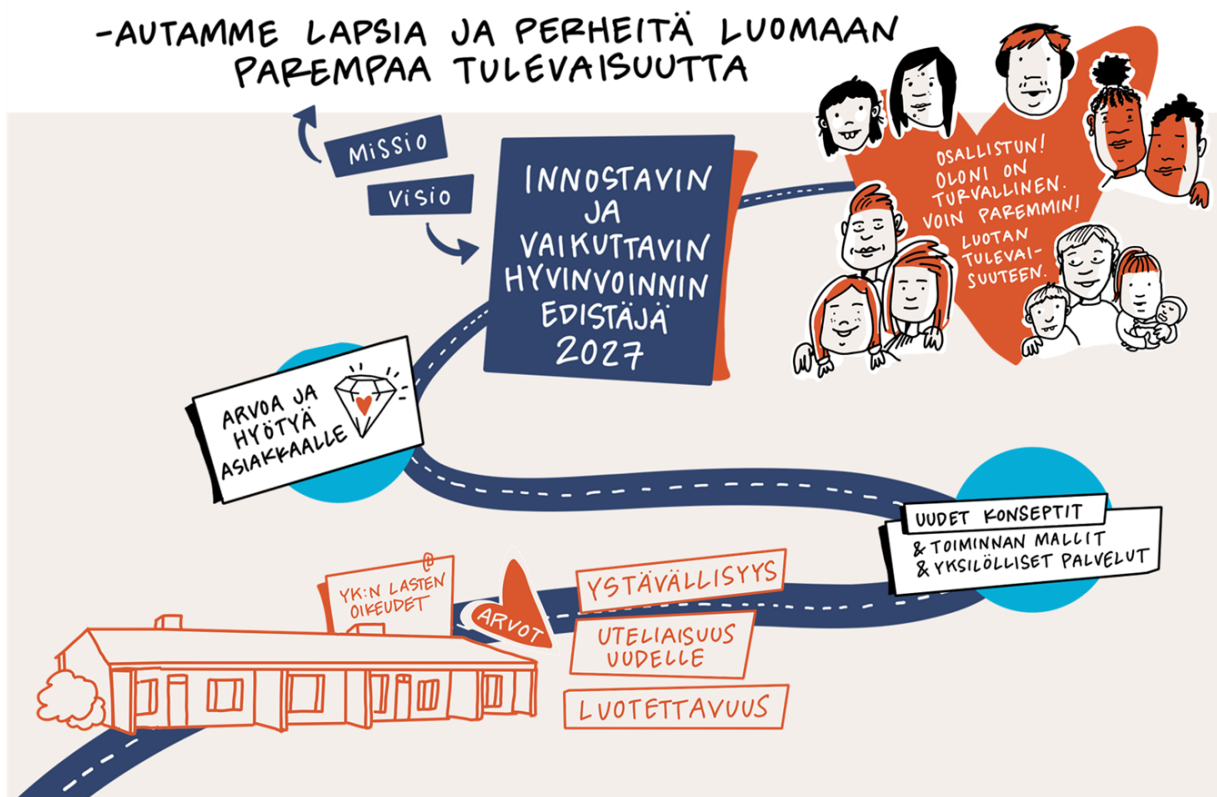 -AUTAMME LAPSIA JA PERHEITÄ LUOMAAN
PAREMPAA TULEVAISUUTTA
MISSIO
VISIO
INNOSTAVIN
JA
VAIKUTTAVIN
HYVINVOINNIN
EDISTÄJÄ
2027
OSALLISTUN!
OLONI ON
TURVALLINEN.
VOIN PAREMMIN!
LUOTAN
TULEVAI-
SUUTEEN.
ARVOA JA
HYÖTYÄ
ASIAKKAALLE
UUDET KONSEPTIT
& TOIMINNAN MALLIT
& YKSILÖLLISET PALVELUT
@
YK:N LASTEN
OIKEUDET
ARVOT
YSTÄVÄLLISYYS
UTELIAISUUS
UUDELLE
LUOTETTAVUUS